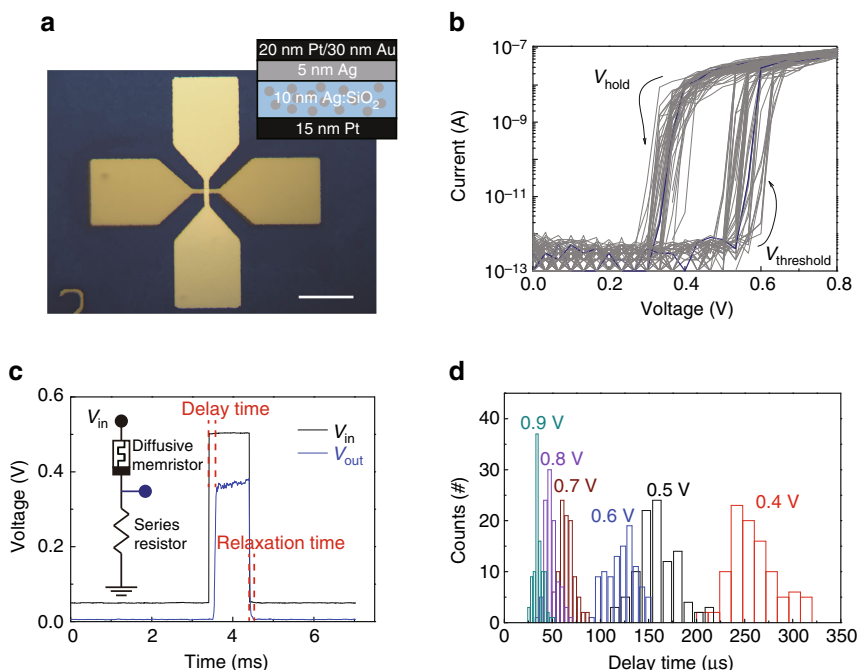 a
20 nm Pt/30 nm Au
5 nm Ag
10 nm Ag:SiO2
15 nm Pt
b
10−7
10−9
10−11
10−13
Current (A)
Vhold
Vthreshold
0.0 0.2 0.4 0.6 0.8
Voltage (V)
c
0.6
0.4
0.2
0.0
Voltage (V)
Vin
Diffusive
memristor
Series
resistor
Delay time
Relaxation time
Vin
Vout
0 2 4 6
Time (ms)
d
40
30
20
10
0
Counts (#)
0.9 V
0.8 V
0.7 V
0.6 V
0.5 V
0.4 V
0 50 100 150 200 250 300 350
Delay time (µs)